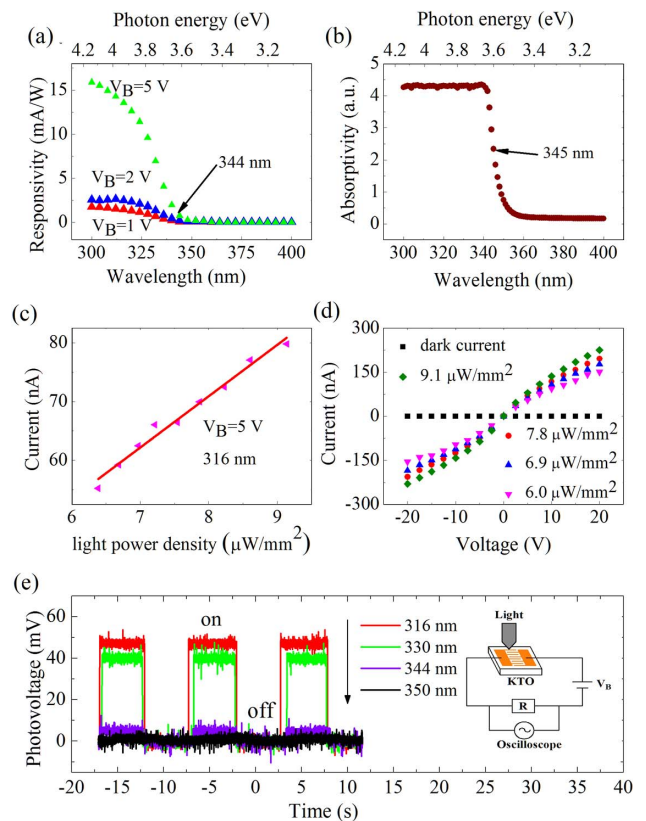 (a)
Photon energy (eV)
4.2 4 3.8 3.6 3.4 3.2
15
10
5
0
Responsivity (mA/W)
V_B=5 V
V_B=2 V
V_B=1 V
344 nm
300 325 350 375 400
Wavelength (nm)
(b)
Photon energy (eV)
4.2 4 3.8 3.6 3.4 3.2
5
4
3
2
1
0
Absorptivity (a.u.)
345 nm
300 320 340 360 380 400
Wavelength (nm)
(c)
80
70
60
Current (nA)
V_B=5 V
316 nm
6 7 8 9
light power density (μW/mm²)
(d)
300
150
0
-150
-300
Current (nA)
dark current
9.1 μW/mm²
7.8 μW/mm²
6.9 μW/mm²
6.0 μW/mm²
-20 -10 0 10 20
Voltage (V)
(e)
60
40
20
0
-20
Photovoltage (mV)
on
off
316 nm
330 nm
344 nm
350 nm
Light
KTO
V_B
R
Oscilloscope
-20 -15 -10 -5 0 5 10 15 20 25 30 35 40
Time (s)